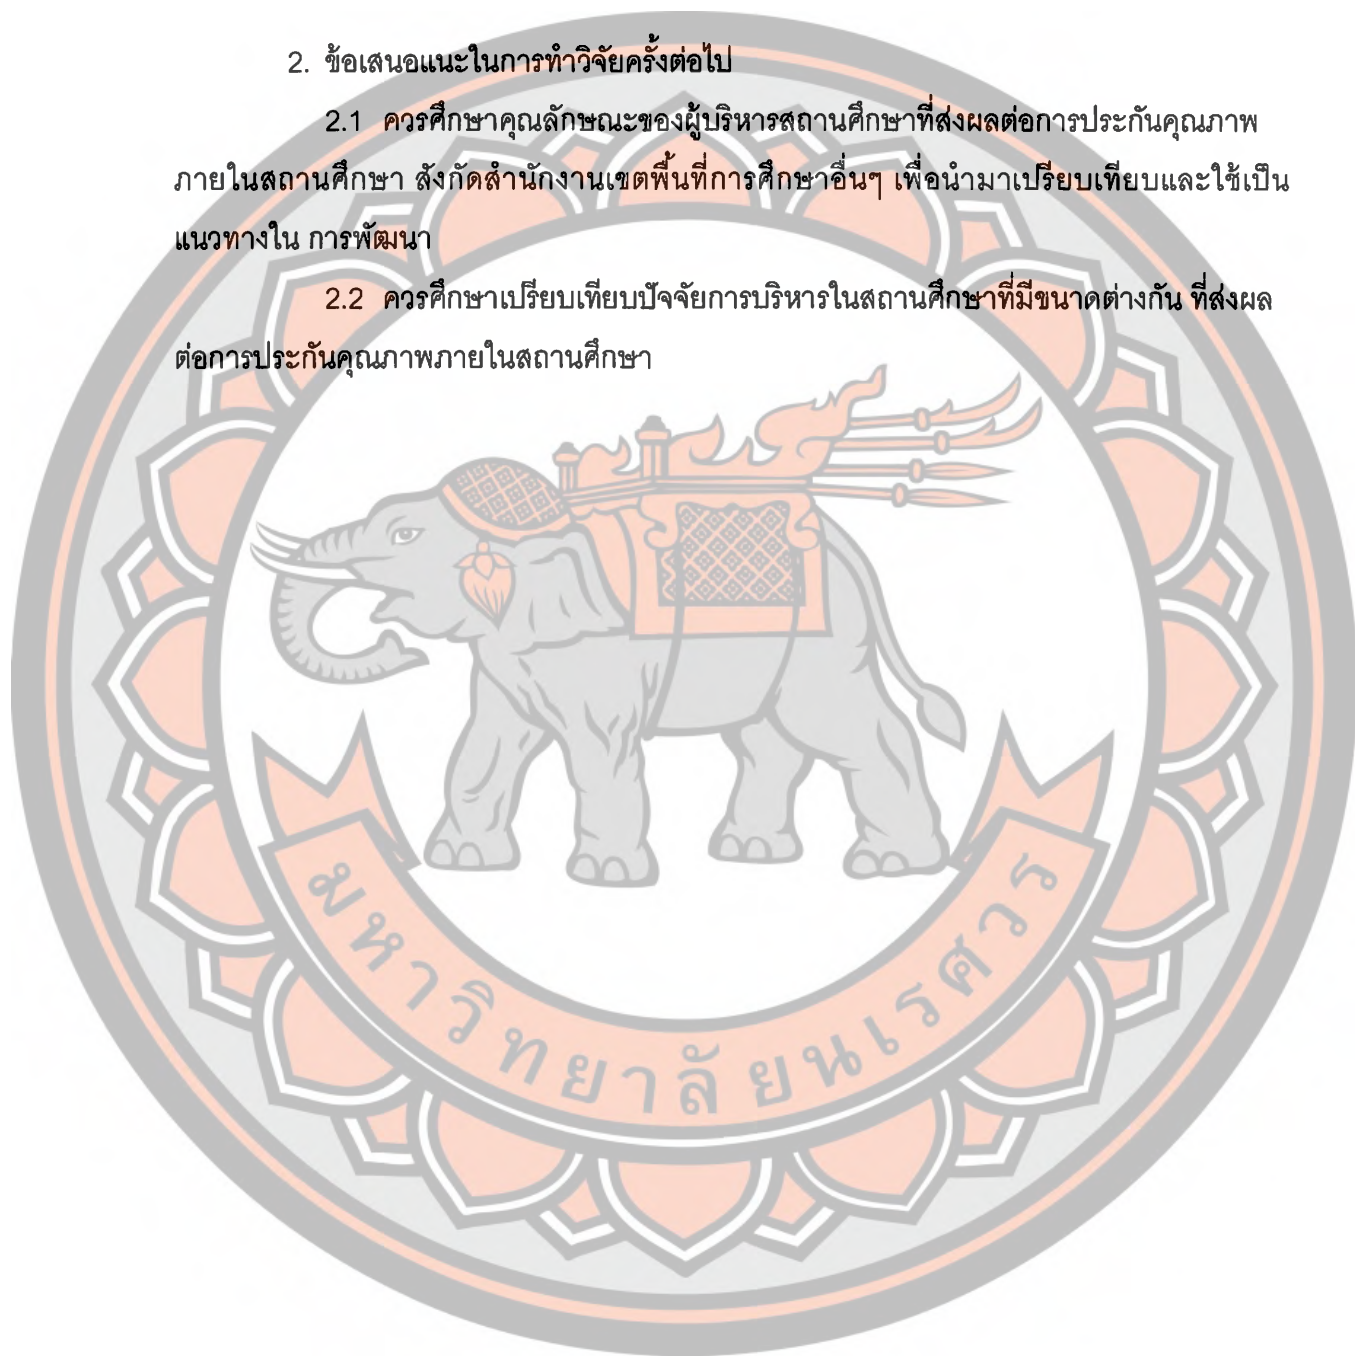 2. ข้อเสนอแนะในการทำวิจัยครั้งต่อไป
2.1 ควรศึกษาคุณลักษณะของผู้บริหารสถานศึกษาที่ส่งผลต่อการประกันคุณภาพ
ภายในสถานศึกษา สังกัดสำนักงานเขตพื้นที่การศึกษาอื่นๆ เพื่อนำมาเปรียบเทียบและใช้เป็น
แนวทางใน การพัฒนา
2.2 ควรศึกษาเปรียบเทียบปัจจัยการบริหารในสถานศึกษาที่มีขนาดต่างกัน ที่ส่งผล
ต่อการประกันคุณภาพภายในสถานศึกษา
มหาวิทยาลัยนเรศวร